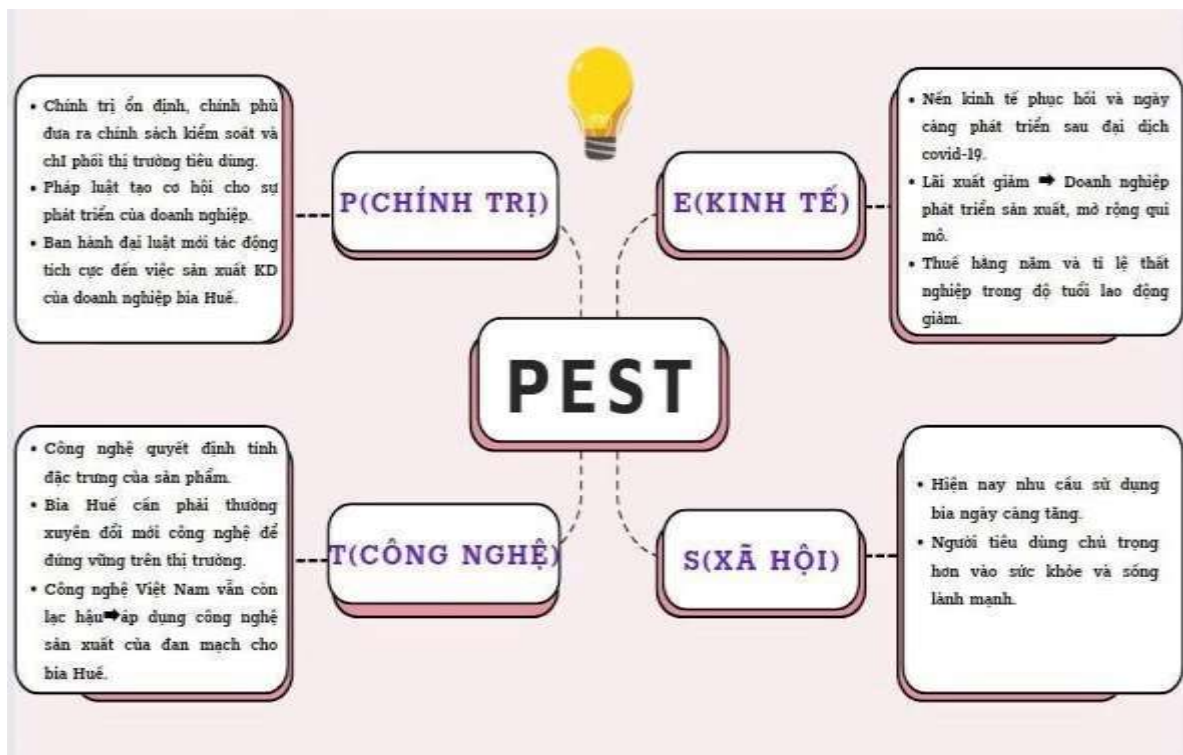 • Chính trị ổn định, chính phủ
đưa ra chính sách kiểm soát và
chI phối thị trường tiêu dùng.
• Pháp luật tạo cơ hội cho sự
phát triển của doanh nghiệp.
• Ban hành đại luật mới tác động
tích cực đến việc sản xuất KD
của doanh nghiệp bia Huế.
P(CHÍNH TRỊ)
E(KINH TẾ)
• Nền kinh tế phục hồi và ngày
càng phát triển sau đại dịch
covid-19.
• Lãi xuất giảm ➡ Doanh nghiệp
phát triển sản xuất, mở rộng qui
mô.
• Thuế hằng năm và tỉ lệ thất
nghiệp trong độ tuổi lao động
giảm.
PEST
• Công nghệ quyết định tính
đặc trưng của sản phẩm.
• Bia Huế cần phải thường
xuyên đổi mới công nghệ để
đứng vững trên thị trường.
• Công nghệ Việt Nam vẫn còn
lạc hậu➡áp dụng công nghệ
sản xuất của đan mạch cho
bia Huế.
T(CÔNG NGHỆ)
S(XÃ HỘI)
• Hiện nay nhu cầu sử dụng
bia ngày càng tăng.
• Người tiêu dùng chú trọng
hơn vào sức khỏe và sống
lành mạnh.